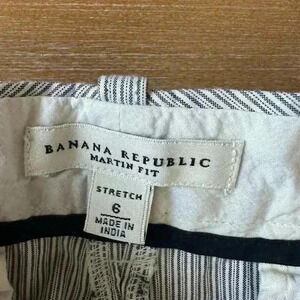 BANANA REPUBLIC
MARTIN FIT
STRETCH
6
MADE IN
INDIA